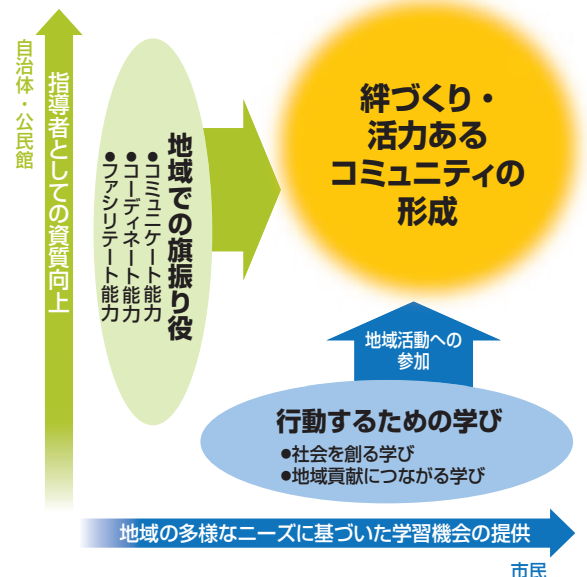 自治体・公民館
指導者としての資質向上
地域での旗振り役
●コミュニケート能力
●コーディネート能力
●ファシリテート能力
絆づくり・
活力ある
コミュニティの
形成
地域活動への
参加
行動するための学び
●社会を創る学び
●地域貢献につながる学び
地域の多様なニーズに基づいた学習機会の提供
市民